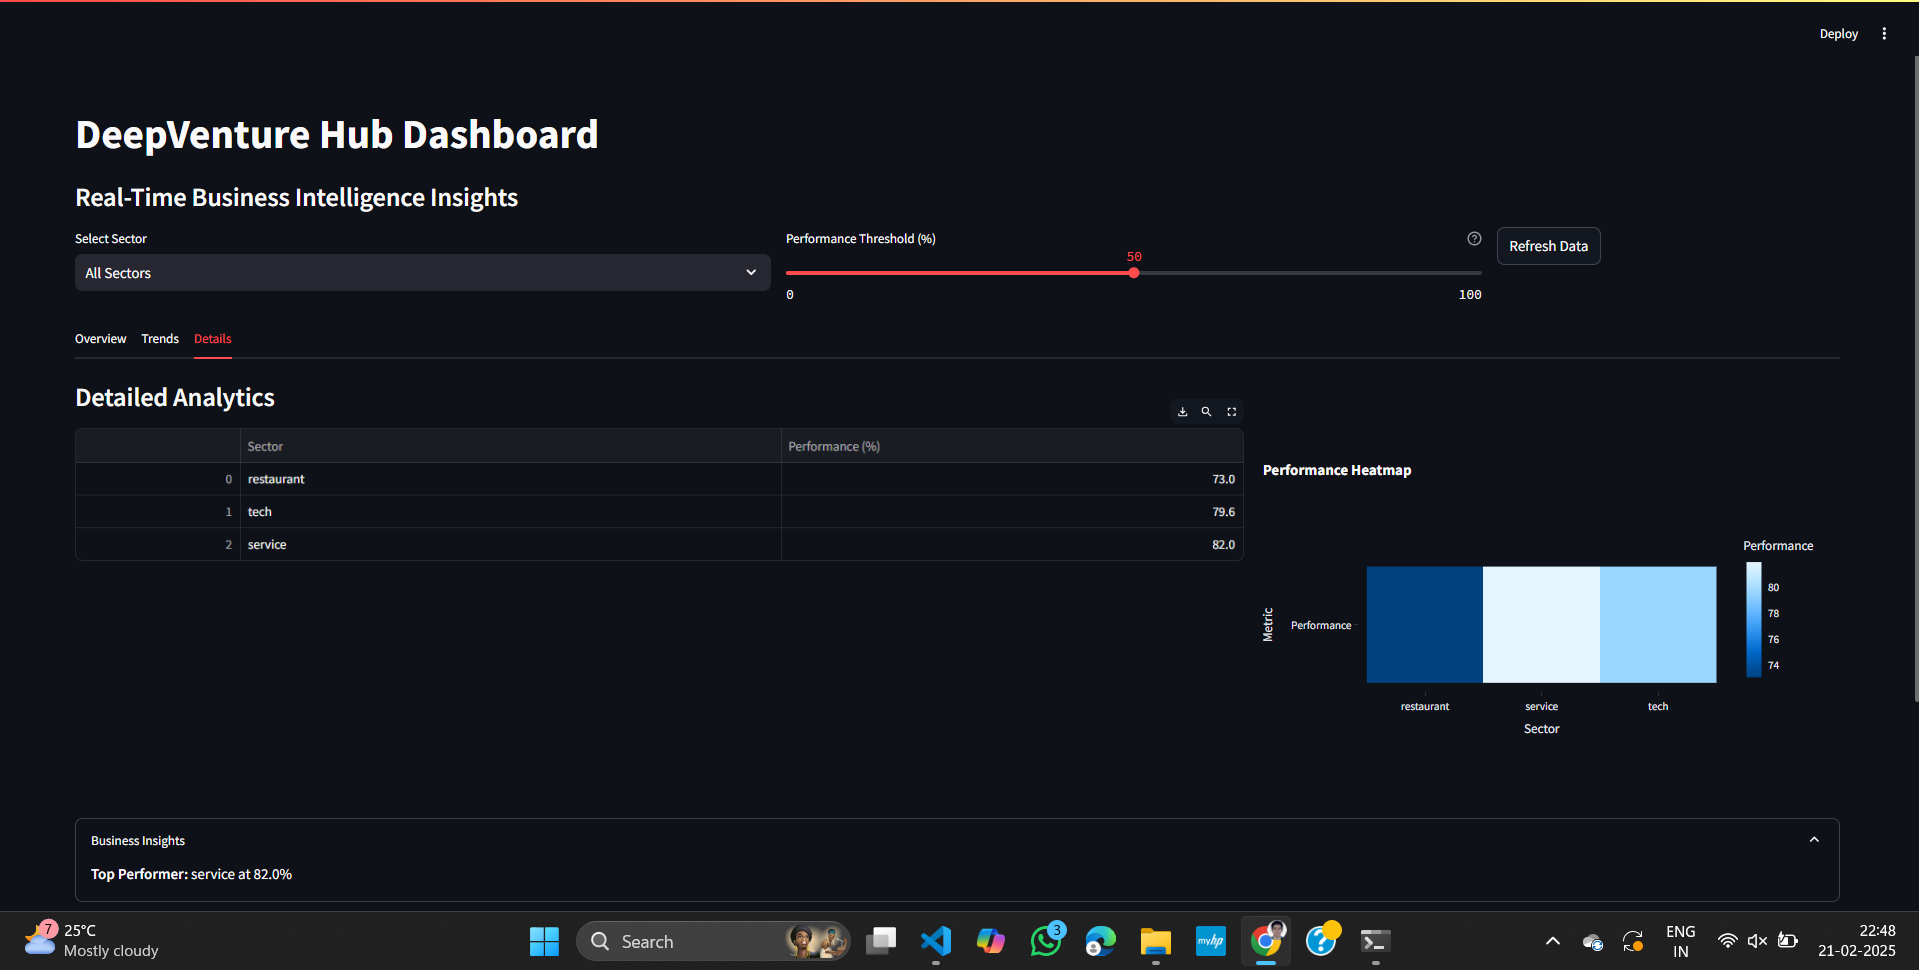 Deploy
DeepVenture Hub Dashboard
Real-Time Business Intelligence Insights
Select Sector
All Sectors
Performance Threshold (%)
50
0
100
Refresh Data
Overview
Trends
Details
Detailed Analytics
Sector Performance (%)
0 restaurant 73.0
1 tech 79.6
2 service 82.0
Performance Heatmap
Performance
80
78
76
74
Metric
Performance
restaurant
service
tech
Sector
Business Insights
Top Performer: service at 82.0%
7
25°C
Mostly cloudy
Search
3
myhp
?
ENG
IN
22:48
21-02-2025